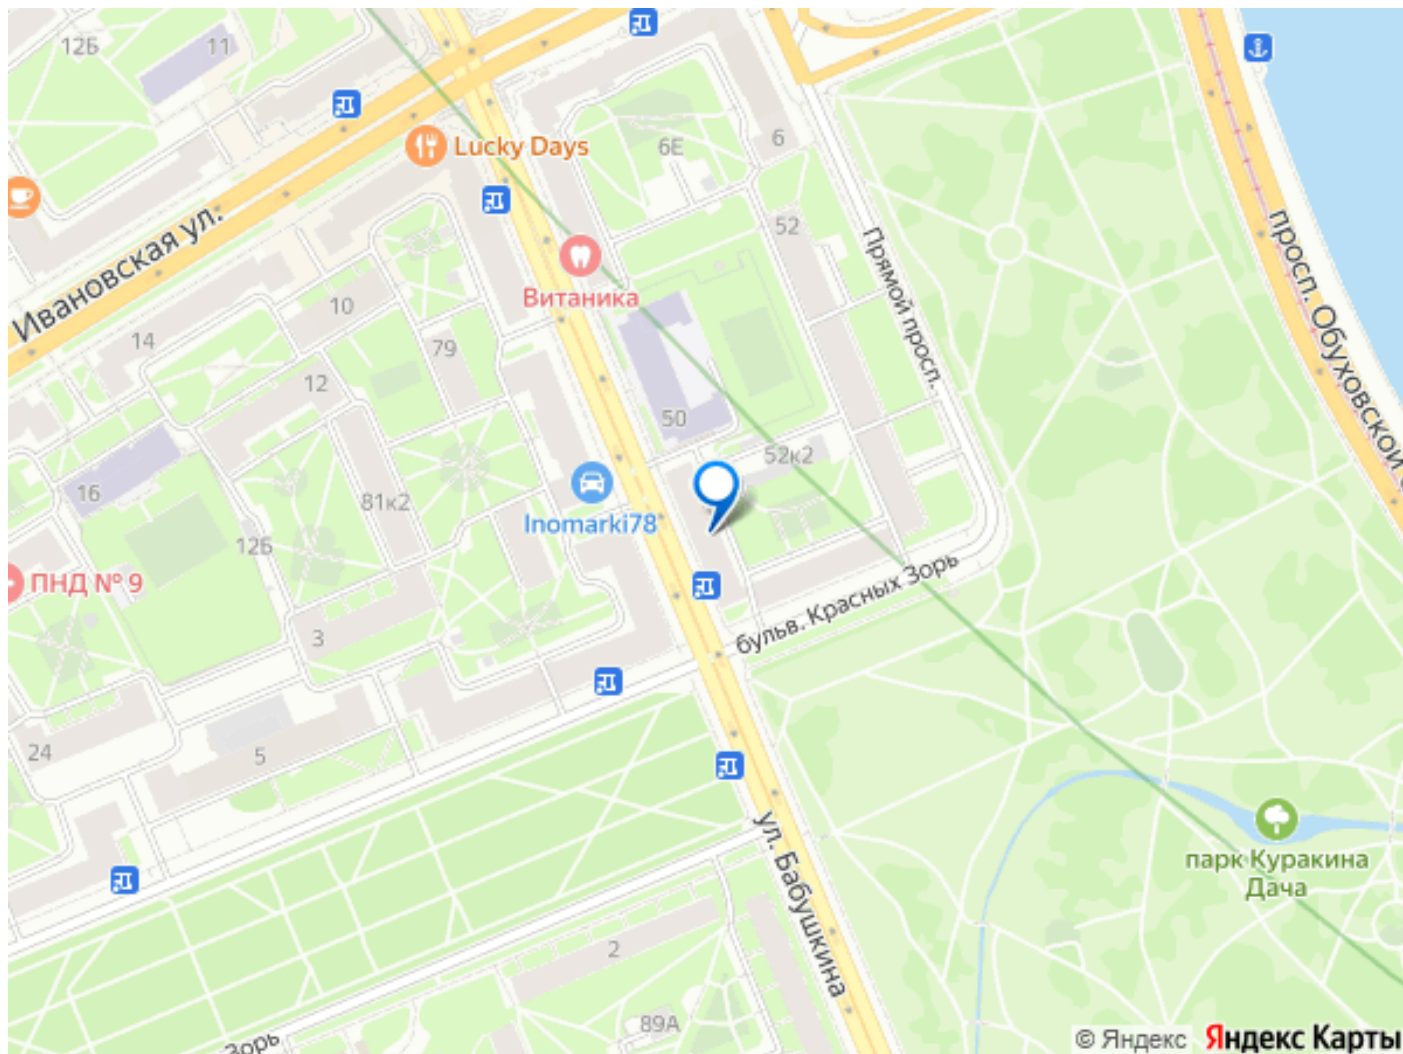 12Б
11
Lucky Days
6Е
6
Ивановская ул.
52
Прямой просп.
просп. Обуховской
Витаника
10
14
79
12
50
52к2
16
81к2
Inomarki78
12Б
ПНД № 9
бульв. Красных Зорь
3
24
5
ул. Бабушкина
парк Куракина
Дача
2
89А
Зорь
© Яндекс Яндекс Карты